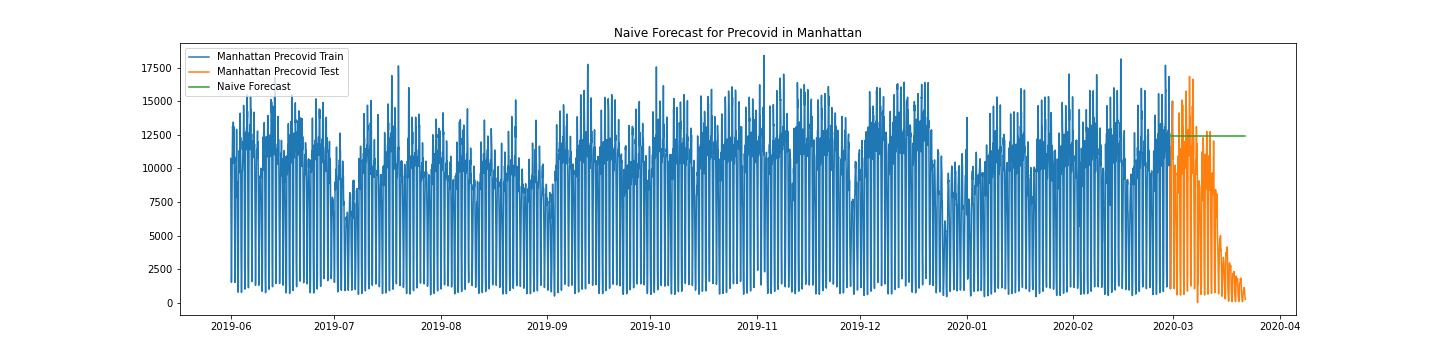 Naive Forecast for Precovid in Manhattan
Manhattan Precovid Train
Manhattan Precovid Test
Naive Forecast
17500
15000
12500
10000
7500
5000
2500
0
2019-06 2019-07 2019-08 2019-09 2019-10 2019-11 2019-12 2020-01 2020-02 2020-03 2020-04